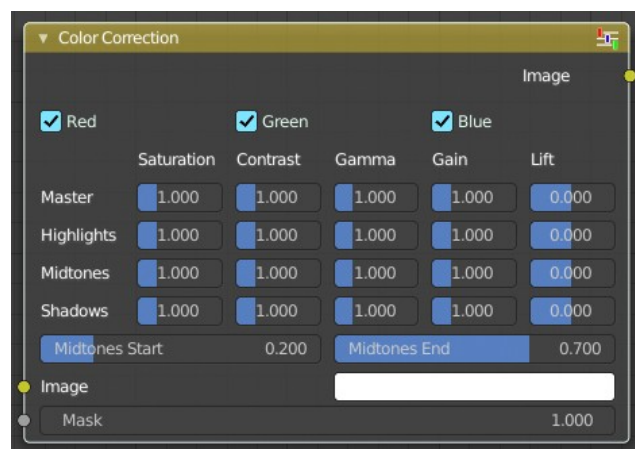 Color Correction
Image
Red Green Blue
Saturation Contrast Gamma Gain Lift
Master 1.000 1.000 1.000 1.000 0.000
Highlights 1.000 1.000 1.000 1.000 0.000
Midtones 1.000 1.000 1.000 1.000 0.000
Shadows 1.000 1.000 1.000 1.000 0.000
Midtones Start 0.200 Midtones End 0.700
Image
Mask 1.000